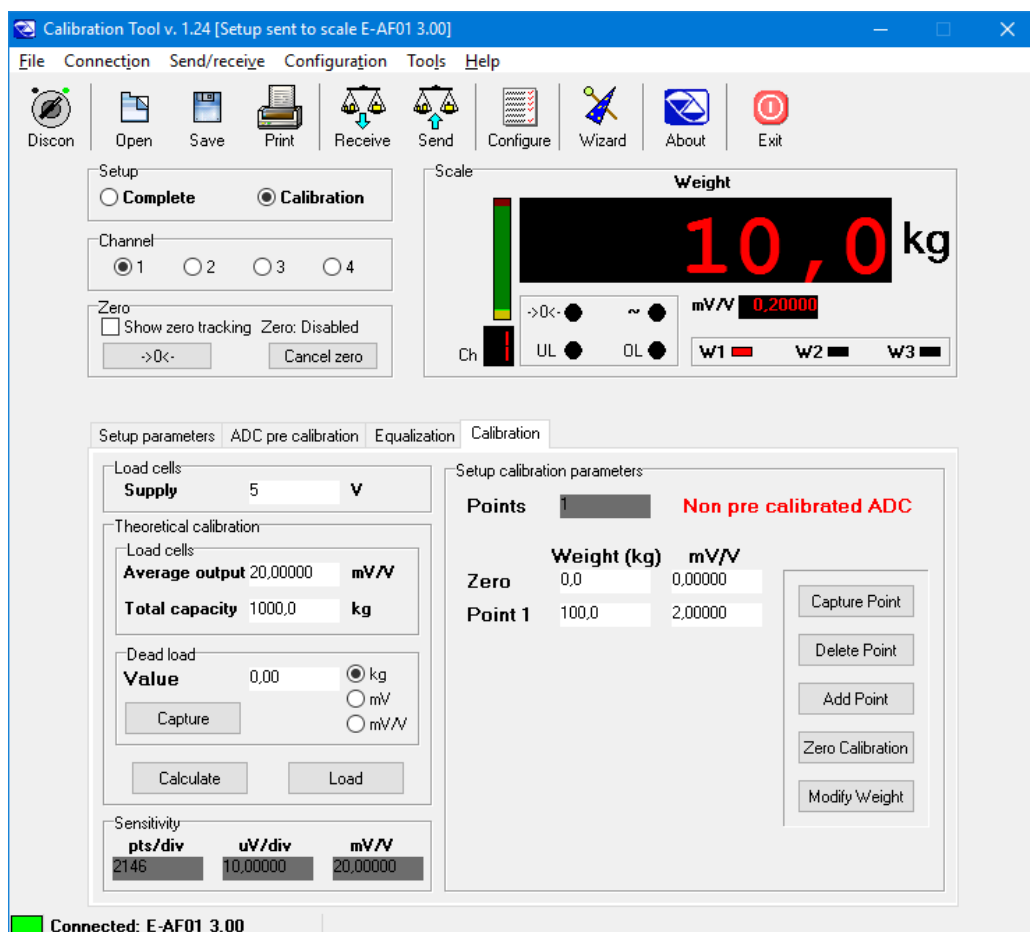 Calibration Tool v. 1.24 [Setup sent to scale E-AF01 3.00]
File Connection Send/receive Configuration Tools Help
Discon Open Save Print Receive Send Configure Wizard About Exit
Setup
Complete Calibration
Channel
1 2 3 4
Zero
Show zero tracking Zero: Disabled
->0<- Cancel zero
Scale
Weight
10,0 kg
->0<- ~ mV/V 0,20000
Ch 1 UL OL W1 W2 W3
Setup parameters ADC pre calibration Equalization Calibration
Load cells
Supply 5 V
Theoretical calibration
Load cells
Average output 20,00000 mV/V
Total capacity 1000,0 kg
Dead load
Value 0,00 kg
mV
Capture mV/V
Calculate Load
Sensitivity
pts/div uV/div mV/V
2146 10,00000 20,00000
Setup calibration parameters
Points 1 Non pre calibrated ADC
Weight (kg) mV/V
Zero 0,0 0,00000
Point 1 100,0 2,00000
Capture Point
Delete Point
Add Point
Zero Calibration
Modify Weight
Connected: E-AF01 3.00